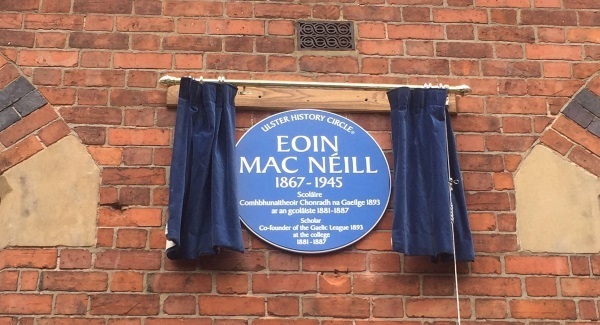 ULSTER HISTORY CIRCLE
EOIN
MAC NÉILL
1867-1945
Scoláire
Comhbhunaitheoir Chonradh na Gaeilge 1893
ar an gcoláiste 1881-1887
Scholar
Co-founder of the Gaelic League 1893
at the college
1881-1887